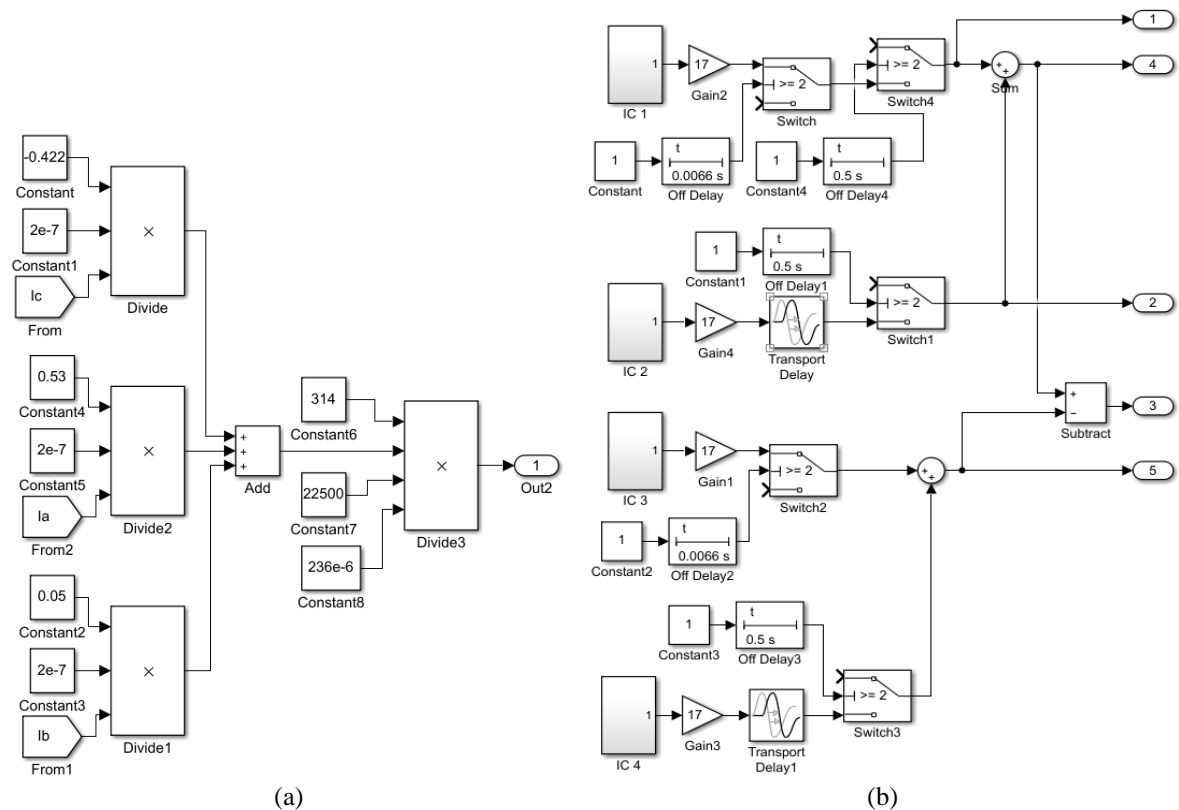 -0.422
Constant
2e-7
Constant1
Ic
From
×
Divide
0.53
Constant4
2e-7
Constant5
Ia
From2
×
Divide2
0.05
Constant2
2e-7
Constant3
Ib
From1
×
Divide1
+
+
+
Add
314
Constant6
22500
Constant7
236e-6
Constant8
×
Divide3
1
Out2
(a)
1
IC 1
17
Gain2
>= 2
Switch
>= 2
Switch4
+
+
Sum
1
4
1
Constant
t
0.0066 s
Off Delay
1
Constant4
t
0.5 s
Off Delay4
1
Constant1
t
0.5 s
Off Delay1
1
IC 2
17
Gain4
Transport
Delay
>= 2
Switch1
2
1
IC 3
17
Gain1
>= 2
Switch2
+
+
+
−
Subtract
3
5
1
Constant2
t
0.0066 s
Off Delay2
1
Constant3
t
0.5 s
Off Delay3
1
IC 4
17
Gain3
Transport
Delay1
>= 2
Switch3
(b)